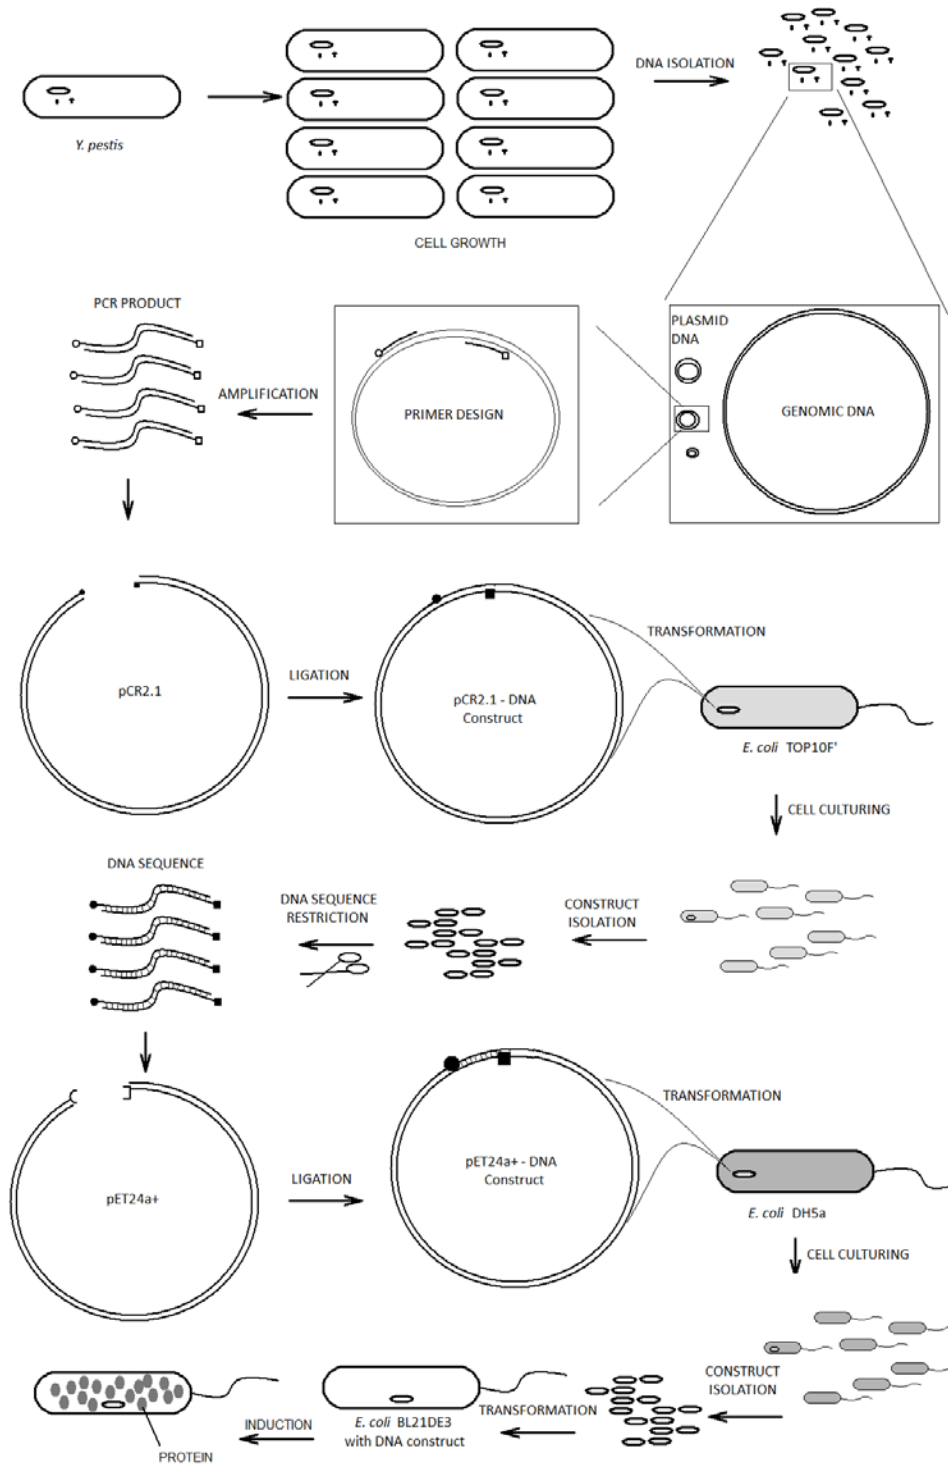 DNA ISOLATION
Y. pestis
CELL GROWTH
PCR PRODUCT
PLASMID
DNA
AMPLIFICATION
PRIMER DESIGN
GENOMIC DNA
TRANSFORMATION
LIGATION
pCR2.1
pCR2.1 - DNA
Construct
E. coli TOP10F'
CELL CULTURING
DNA SEQUENCE
DNA SEQUENCE
RESTRICTION
CONSTRUCT
ISOLATION
TRANSFORMATION
pET24a+ - DNA
Construct
LIGATION
pET24a+
E. coli DH5a
CELL CULTURING
CONSTRUCT
ISOLATION
TRANSFORMATION
E. coli BL21DE3
with DNA construct
INDUCTION
PROTEIN